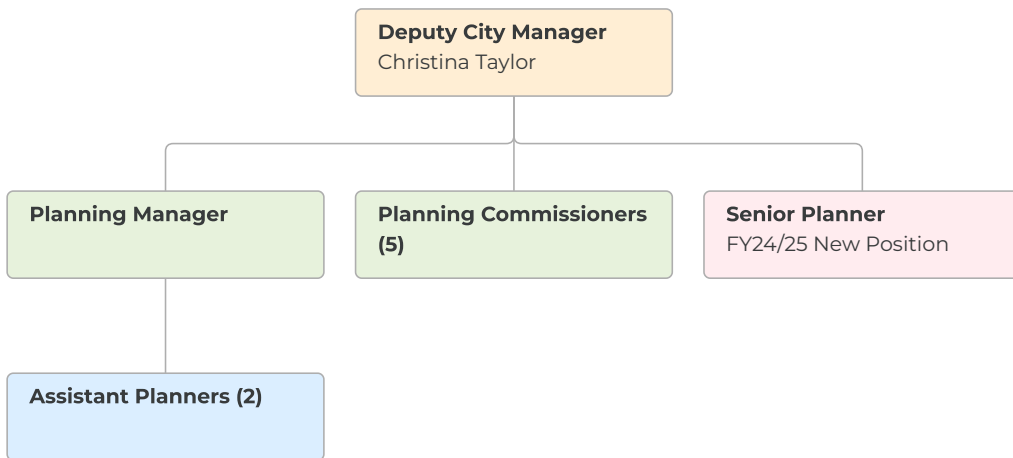 Deputy City Manager
Christina Taylor
Planning Manager
Planning Commissioners
(5)
Senior Planner
FY24/25 New Position
Assistant Planners (2)